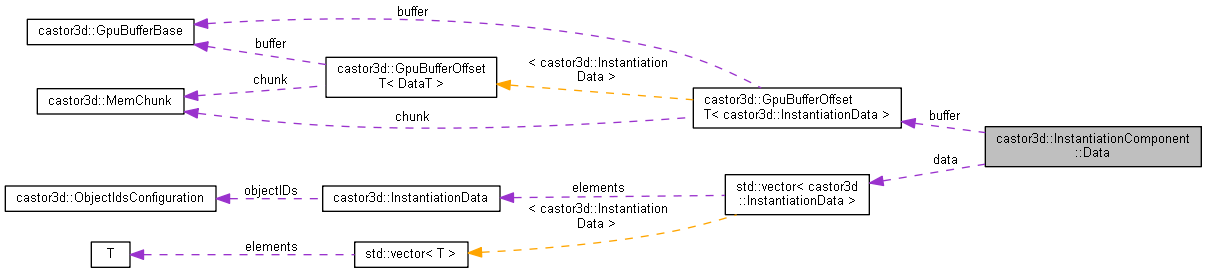 buffer
castor3d::GpuBufferBase
buffer
castor3d::GpuBufferOffset
T< DataT >
< castor3d::Instantiation
Data >
chunk
castor3d::MemChunk
castor3d::GpuBufferOffset
T< castor3d::InstantiationData >
chunk
buffer
castor3d::InstantiationComponent
::Data
data
castor3d::ObjectIdsConfiguration
objectIDs
castor3d::InstantiationData
elements
std::vector< castor3d
::InstantiationData >
< castor3d::Instantiation
Data >
T
elements
std::vector< T >